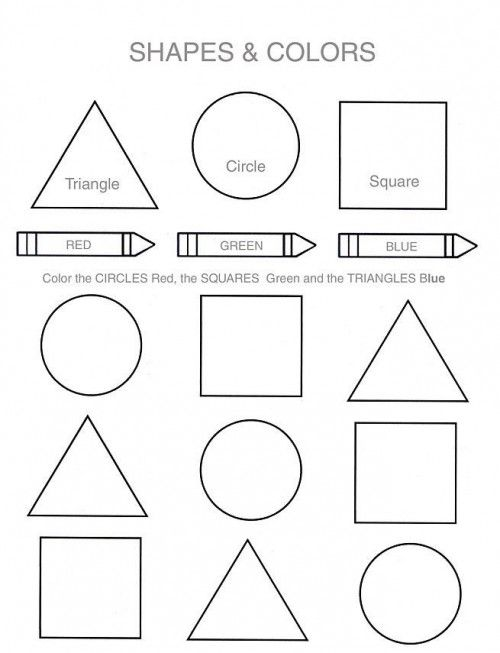 SHAPES & COLORS
Triangle
Circle
Square
RED
GREEN
BLUE
Color the CIRCLES Red, the SQUARES  Green and the TRIANGLES Blue